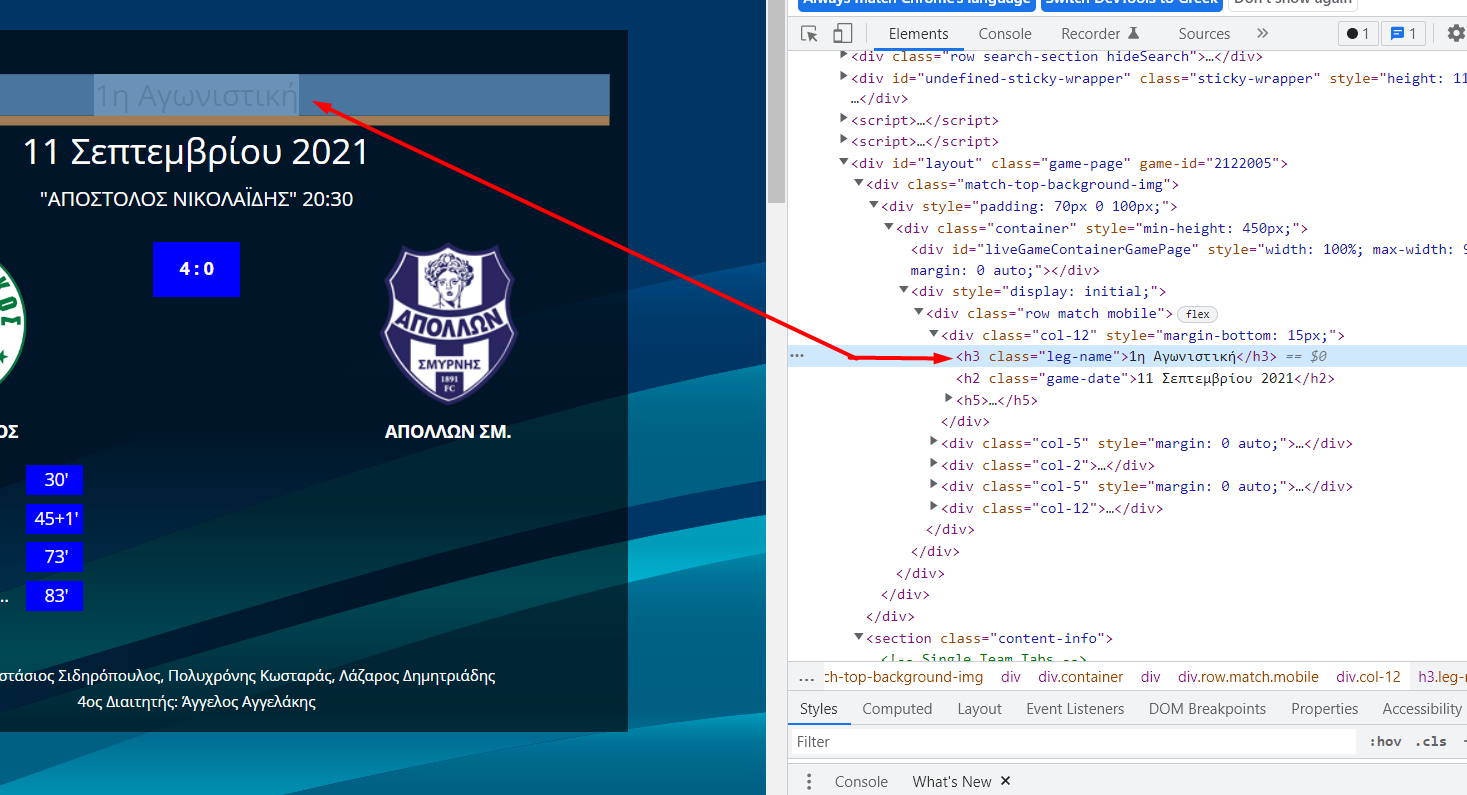 Always match Chrome's language
Switch DevTools to Greek
Don't show again
1η Αγωνιστική
11 Σεπτεμβρίου 2021
"ΑΠΟΣΤΟΛΟΣ ΝΙΚΟΛΑΪΔΗΣ" 20:30
4 : 0
ΝΟΣ
ΑΠΟΛΛΩΝ
ΣΜΥΡΝΗΣ
1891
FC
ΟΣ
ΑΠΟΛΛΩΝ ΣΜ.
30'
45+1'
73'
.. 83'
στάσιος Σιδηρόπουλος, Πολυχρόνης Κωσταράς, Λάζαρος Δημητριάδης
4ος Διαιτητής: Άγγελος Αγγελάκης
Elements Console Recorder Sources » 1 1
<div class="row search-section hideSearch">…</div>
<div id="undefined-sticky-wrapper" class="sticky-wrapper" style="height: 11
…</div>
<script>…</script>
<script>…</script>
<div id="layout" class="game-page" game-id="2122005">
<div class="match-top-background-img">
<div style="padding: 70px 0 100px;">
<div class="container" style="min-height: 450px;">
<div id="liveGameContainerGamePage" style="width: 100%; max-width: 9
margin: 0 auto;"></div>
<div style="display: initial;">
<div class="row match mobile"> flex
<div class="col-12" style="margin-bottom: 15px;">
... <h3 class="leg-name">1η Αγωνιστική</h3> == $0
<h2 class="game-date">11 Σεπτεμβρίου 2021</h2>
<h5>…</h5>
</div>
<div class="col-5" style="margin: 0 auto;">…</div>
<div class="col-2">…</div>
<div class="col-5" style="margin: 0 auto;">…</div>
<div class="col-12">…</div>
</div>
</div>
</div>
</div>
</div>
<section class="content-info">
<!-- Single Team Tabs -->
... ch-top-background-img div div.container div div.row.match.mobile div.col-12 h3.leg-n
Styles Computed Layout Event Listeners DOM Breakpoints Properties Accessibility
Filter :hov .cls
Console What's New ×